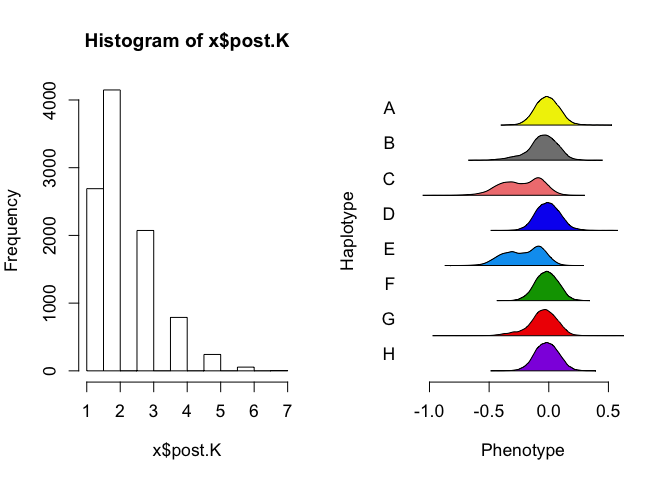 Histogram of x$post.K
Frequency
0
1000
2000
3000
4000
1 2 3 4 5 6 7
x$post.K
Haplotype
A
B
C
D
E
F
G
H
-1.0 -0.5 0.0 0.5
Phenotype